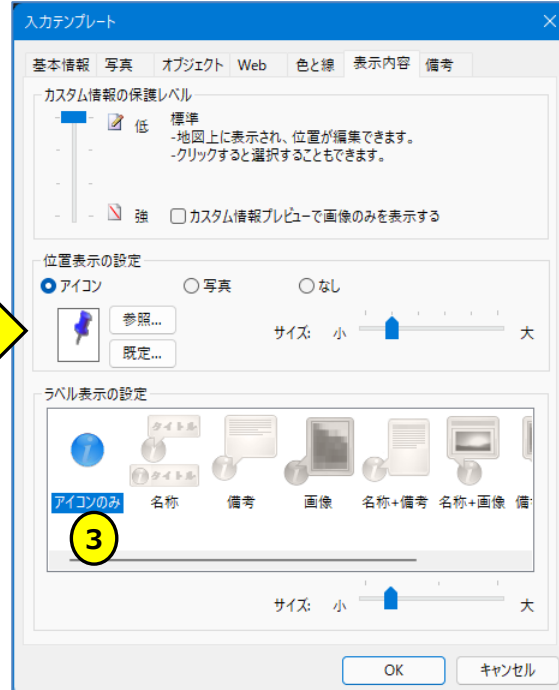 入力テンプレート
基本情報 写真 オブジェクト Web 色と線 表示内容 備考
カスタム情報の保護レベル
低 標準
-地図上に表示され、位置が編集できます。
-クリックすると選択することもできます。
強 カスタム情報プレビューで画像のみを表示する
位置表示の設定
アイコン 写真 なし
参照...
サイズ: 小 大
既定...
ラベル表示の設定
タイトル
タイトル
アイコンのみ 名称 備考 画像 名称+備考 名称+画像 備
3
サイズ: 小 大
OK キャンセル